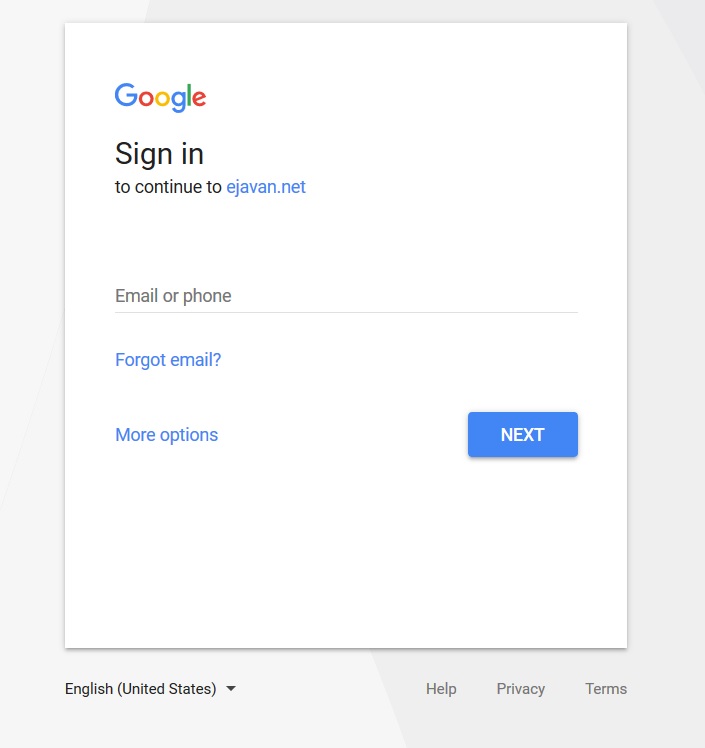 Google
Sign in
to continue to ejavan.net
Email or phone
Forgot email?
More options
NEXT
English (United States)
Help
Privacy
Terms